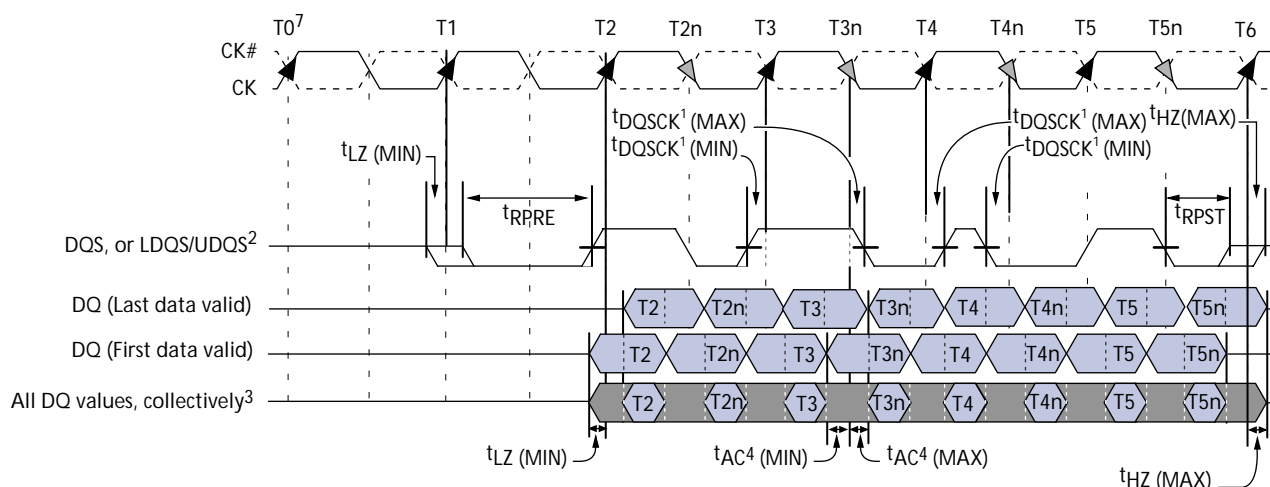 T0⁷ T1 T2 T2n T3 T3n T4 T4n T5 T5n T6
CK#
CK
tDQSCK¹ (MAX) tDQSCK¹ (MAX) tHZ(MAX)
tLZ (MIN) tDQSCK¹ (MIN) tDQSCK¹ (MIN)
tRPRE tRPST
DQS, or LDQS/UDQS²
DQ (Last data valid) T2 T2n T3 T3n T4 T4n T5 T5n
DQ (First data valid) T2 T2n T3 T3n T4 T4n T5 T5n
All DQ values, collectively³ T2 T2n T3 T3n T4 T4n T5 T5n
tLZ (MIN) tAC⁴ (MIN) tAC⁴ (MAX)
tHZ (MAX)